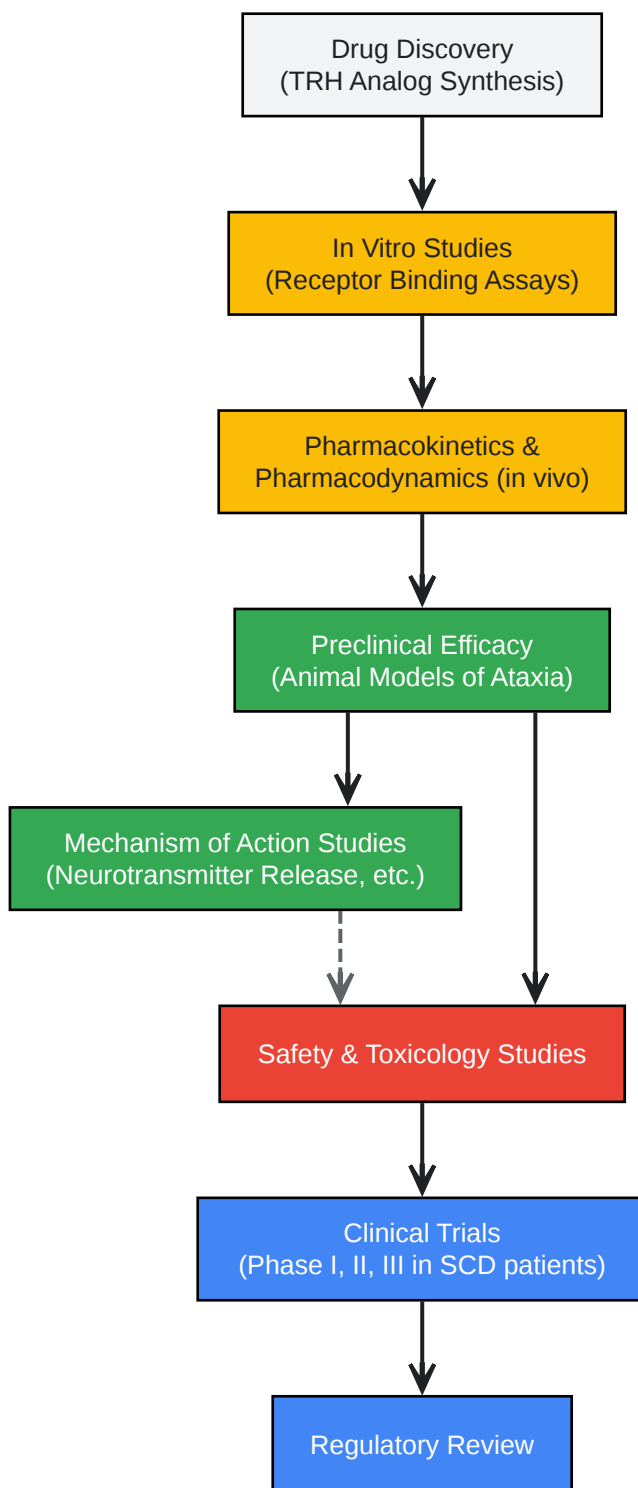 Drug Discovery
(TRH Analog Synthesis)
In Vitro Studies
(Receptor Binding Assays)
Pharmacokinetics &
Pharmacodynamics (in vivo)
Preclinical Efficacy
(Animal Models of Ataxia)
Mechanism of Action Studies
(Neurotransmitter Release, etc.)
Safety & Toxicology Studies
Clinical Trials
(Phase I, II, III in SCD patients)
Regulatory Review